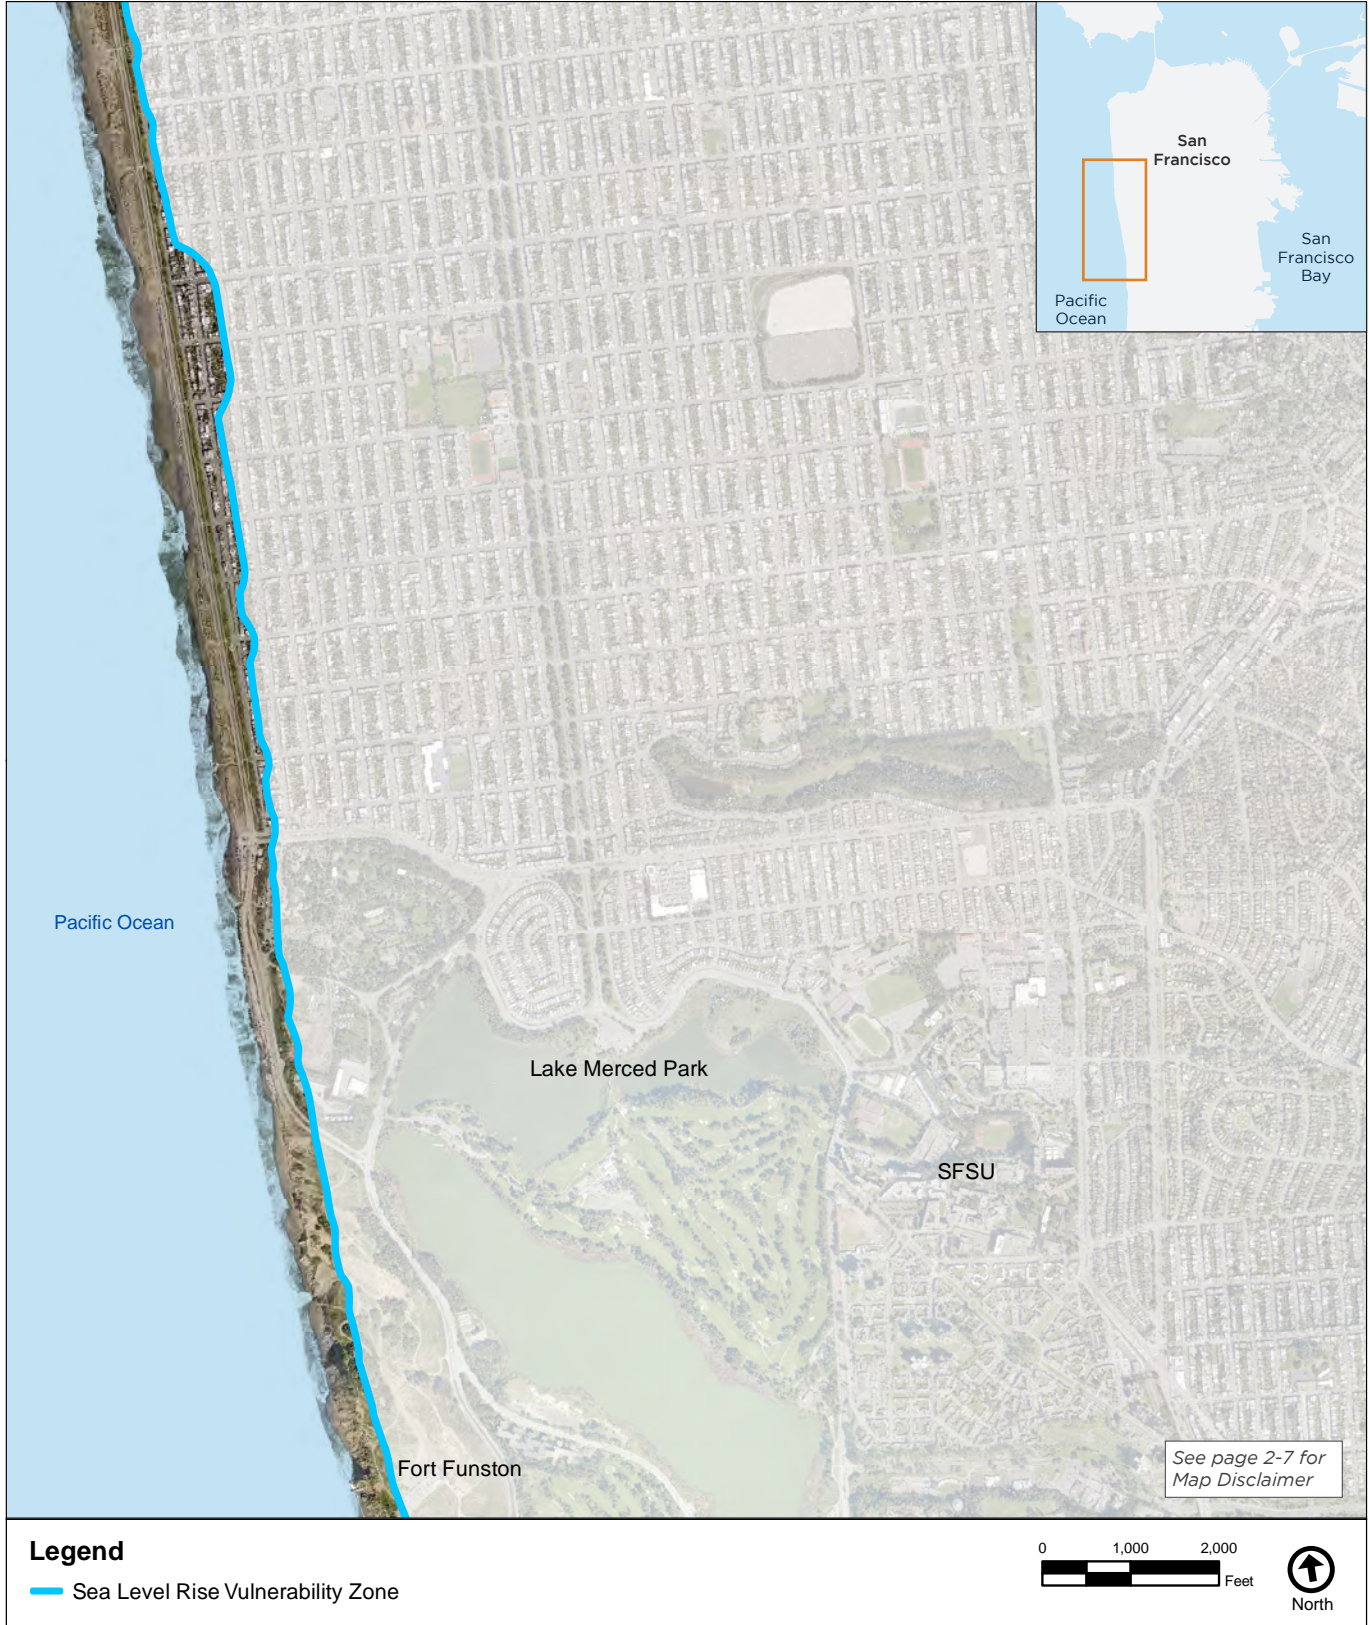 San
Francisco
San
Francisco
Bay
Pacific
Ocean
Pacific Ocean
Lake Merced Park
SFSU
Fort Funston
See page 2-7 for
Map Disclaimer
Legend
Sea Level Rise Vulnerability Zone
0 1,000 2,000
Feet
North